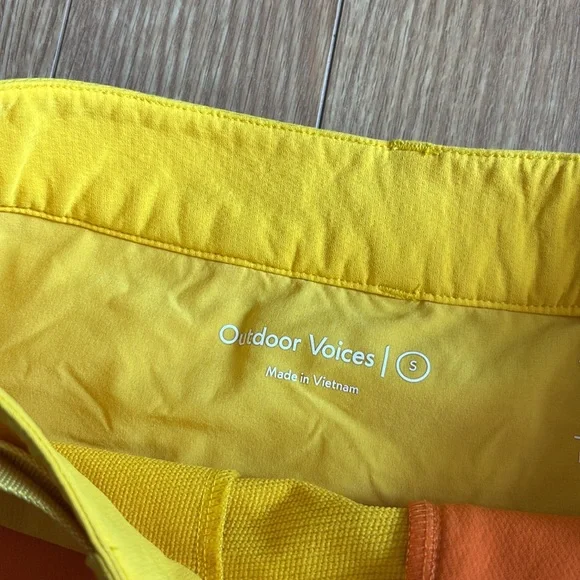 Outdoor Voices | S
Made in Vietnam